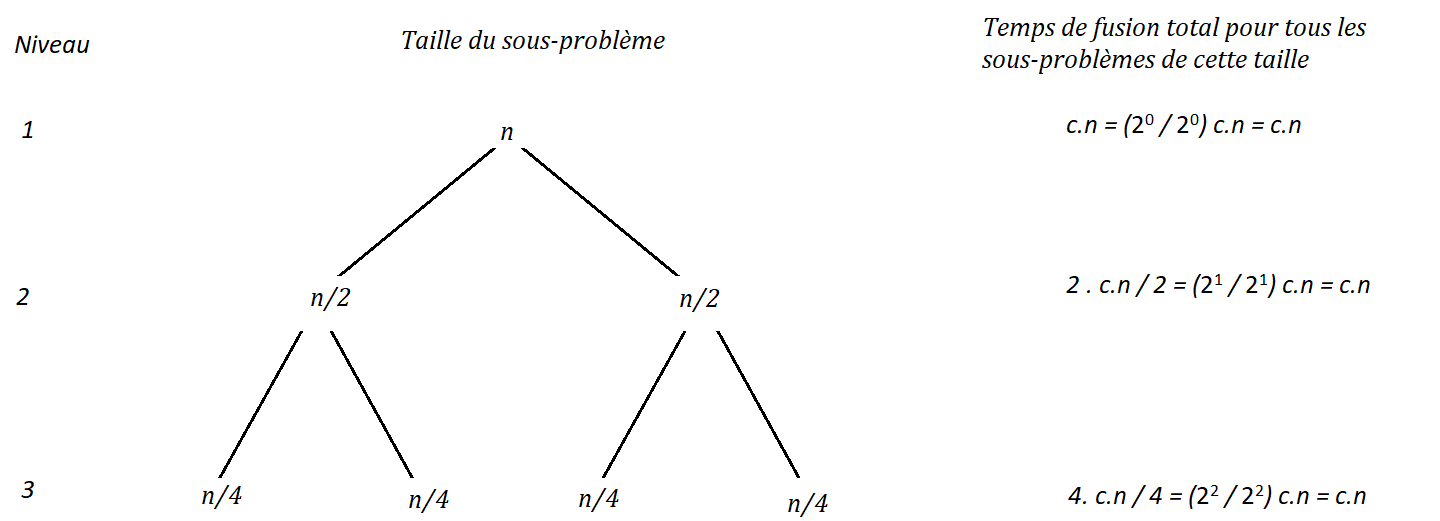 Niveau
Taille du sous-problème
Temps de fusion total pour tous les
sous-problèmes de cette taille
1
n
c.n = (2⁰ / 2⁰) c.n = c.n
2
n/2
n/2
2 . c.n / 2 = (2¹ / 2¹) c.n = c.n
3
n/4
n/4
n/4
n/4
4. c.n / 4 = (2² / 2²) c.n = c.n